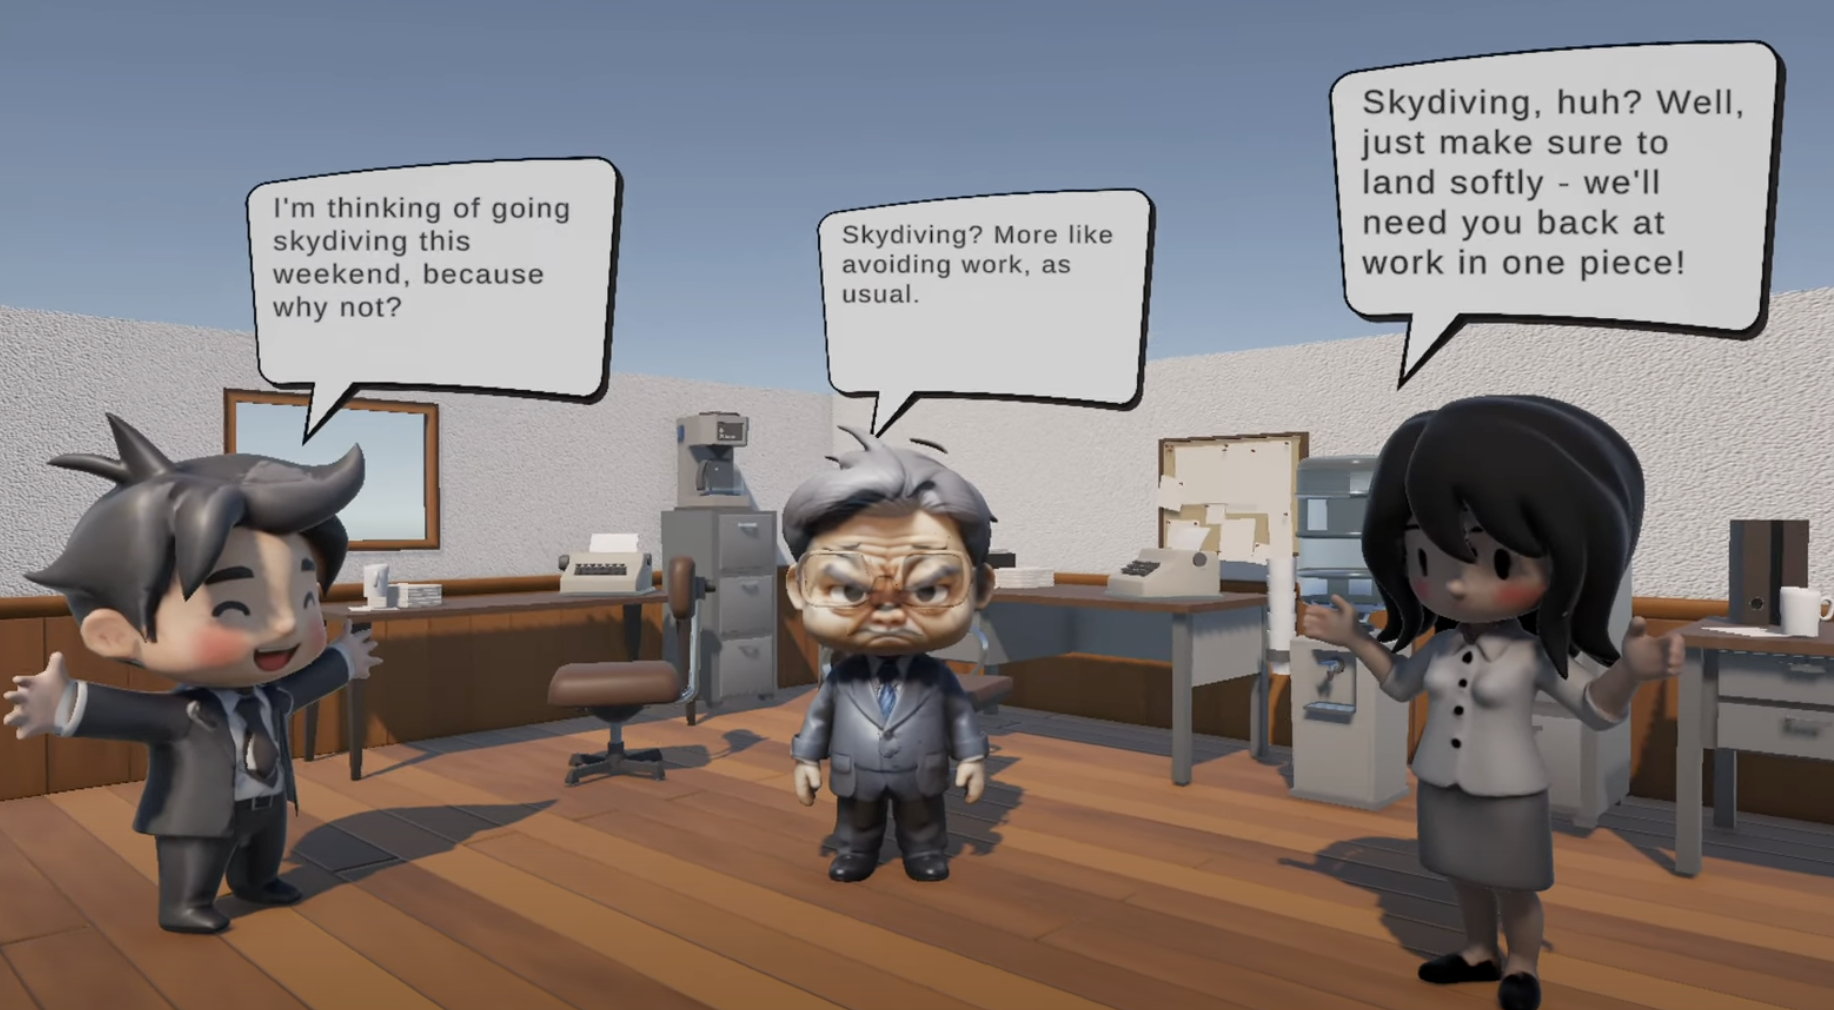 I'm thinking of going
skydiving this
weekend, because
why not?
Skydiving? More like
avoiding work, as
usual.
Skydiving, huh? Well,
just make sure to
land softly - we'll
need you back at
work in one piece!